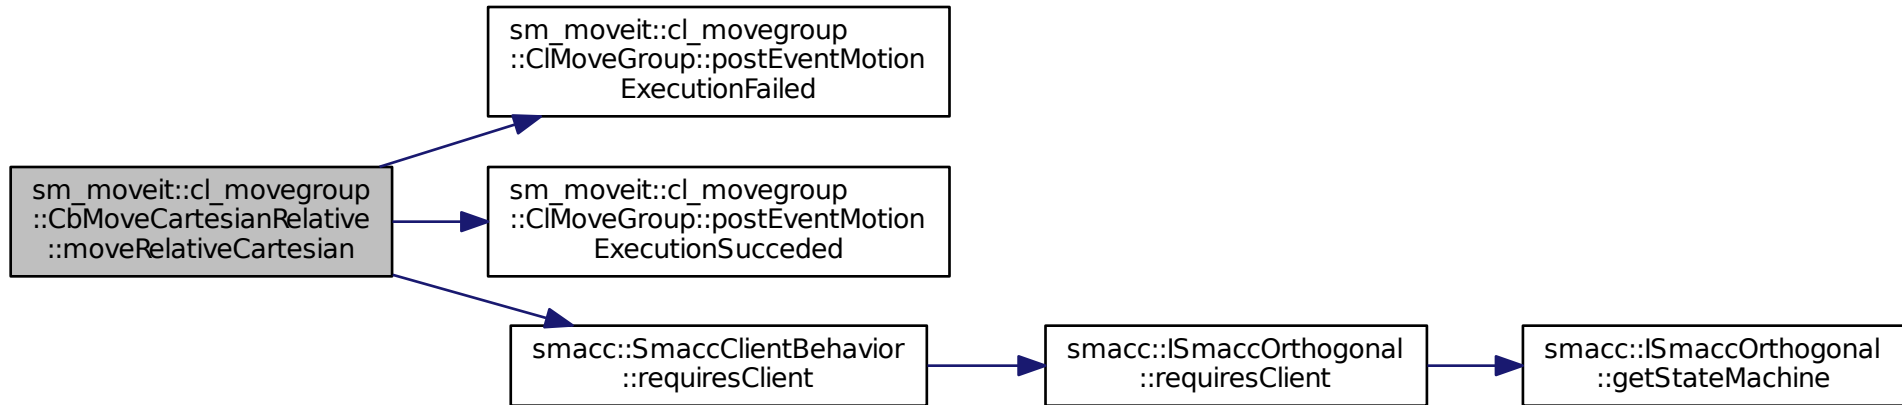 sm_moveit::cl_movegroup
::ClMoveGroup::postEventMotion
ExecutionFailed
sm_moveit::cl_movegroup
::CbMoveCartesianRelative
::moveRelativeCartesian
sm_moveit::cl_movegroup
::ClMoveGroup::postEventMotion
ExecutionSucceded
smacc::SmaccClientBehavior
::requiresClient
smacc::ISmaccOrthogonal
::requiresClient
smacc::ISmaccOrthogonal
::getStateMachine